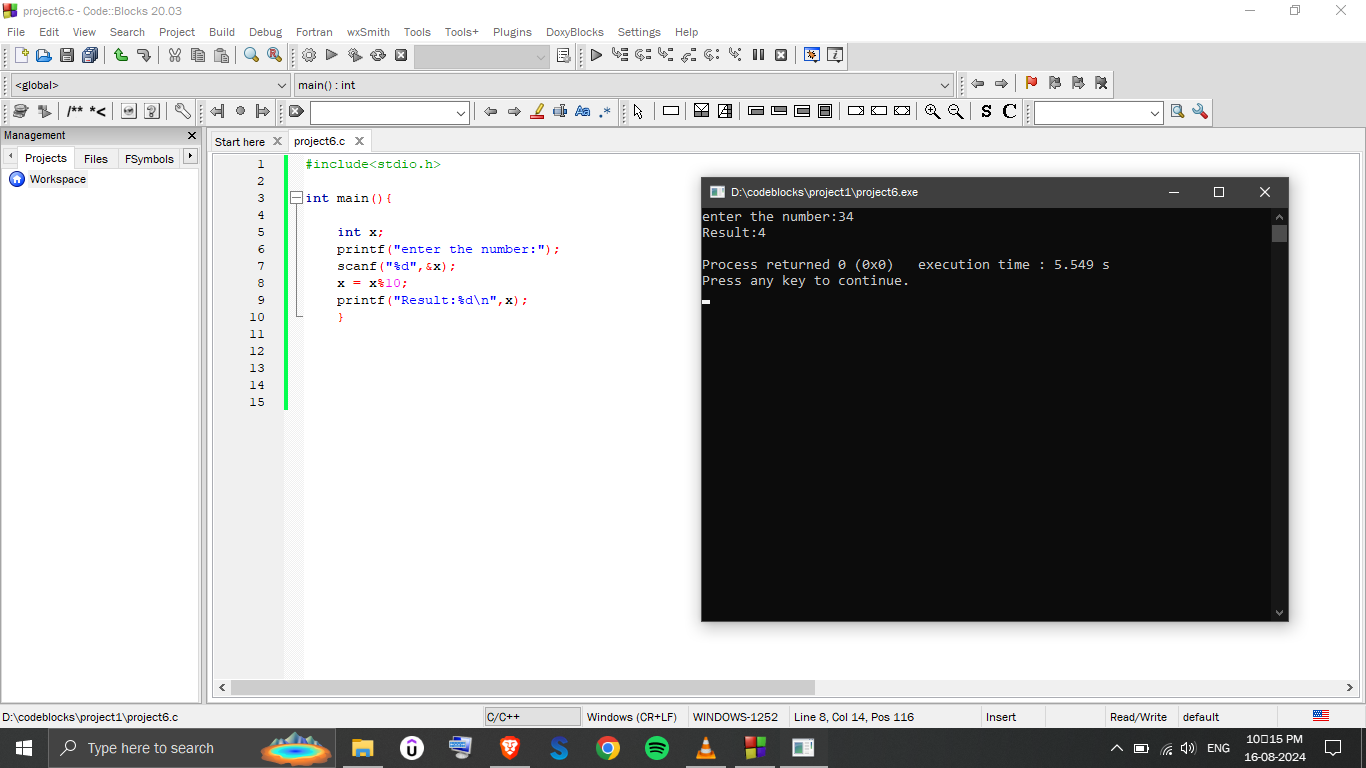 project6.c - Code::Blocks 20.03
File Edit View Search Project Build Debug Fortran wxSmith Tools Tools+ Plugins DoxyBlocks Settings Help
<global> main() : int
/** *< Aa .* S C
Management
Projects Files FSymbols
Workspace
Start here project6.c
1 #include<stdio.h>
2
3 int main(){
4
5 int x;
6 printf("enter the number:");
7 scanf("%d",&x);
8 x = x%10;
9 printf("Result:%d\n",x);
10 }
11
12
13
14
15
D:\codeblocks\project1\project6.exe
enter the number:34
Result:4
Process returned 0 (0x0)   execution time : 5.549 s
Press any key to continue.
D:\codeblocks\project1\project6.c C/C++ Windows (CR+LF) WINDOWS-1252 Line 8, Col 14, Pos 116 Insert Read/Write default
Type here to search
ENG
10□15 PM
16-08-2024